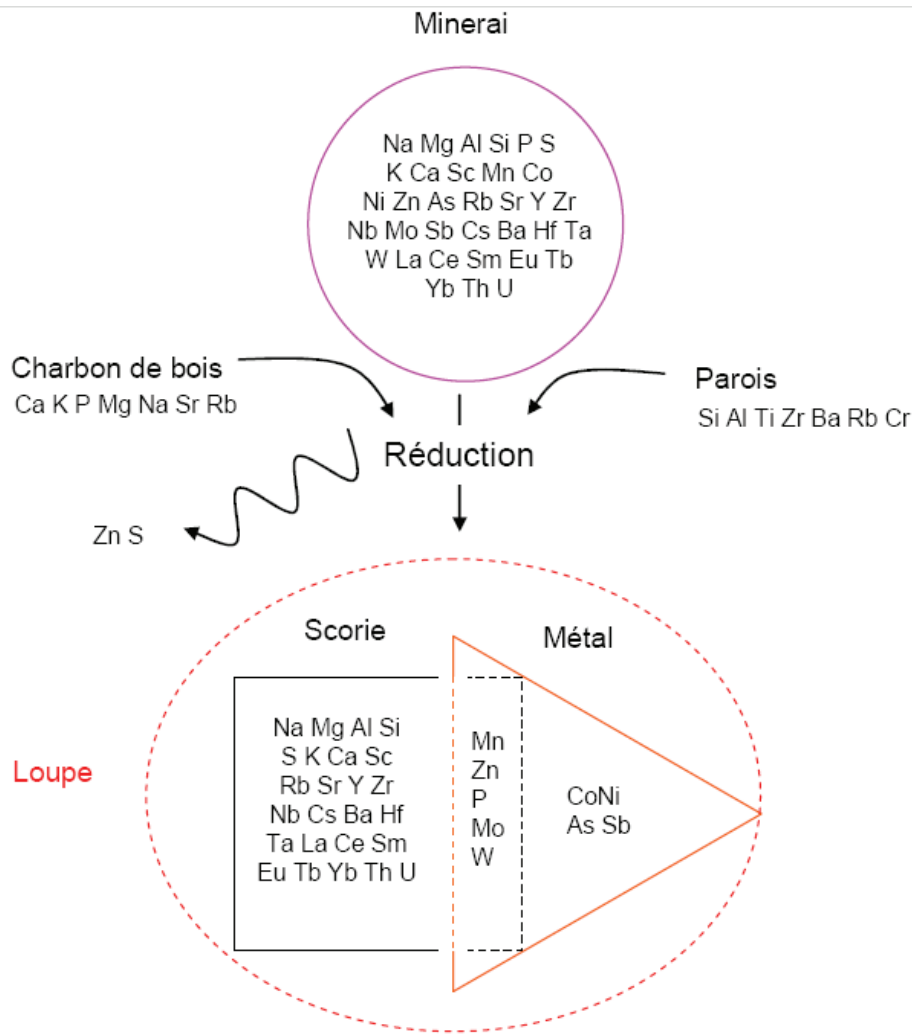 Minerai
Na Mg Al Si P S
K Ca Sc Mn Co
Ni Zn As Rb Sr Y Zr
Nb Mo Sb Cs Ba Hf Ta
W La Ce Sm Eu Tb
Yb Th U
Charbon de bois
Ca K P Mg Na Sr Rb
Parois
Si Al Ti Zr Ba Rb Cr
Réduction
Zn S
Scorie
Métal
Loupe
Na Mg Al Si
S K Ca Sc
Rb Sr Y Zr
Nb Cs Ba Hf
Ta La Ce Sm
Eu Tb Yb Th U
Mn
Zn
P
Mo
W
CoNi
As Sb